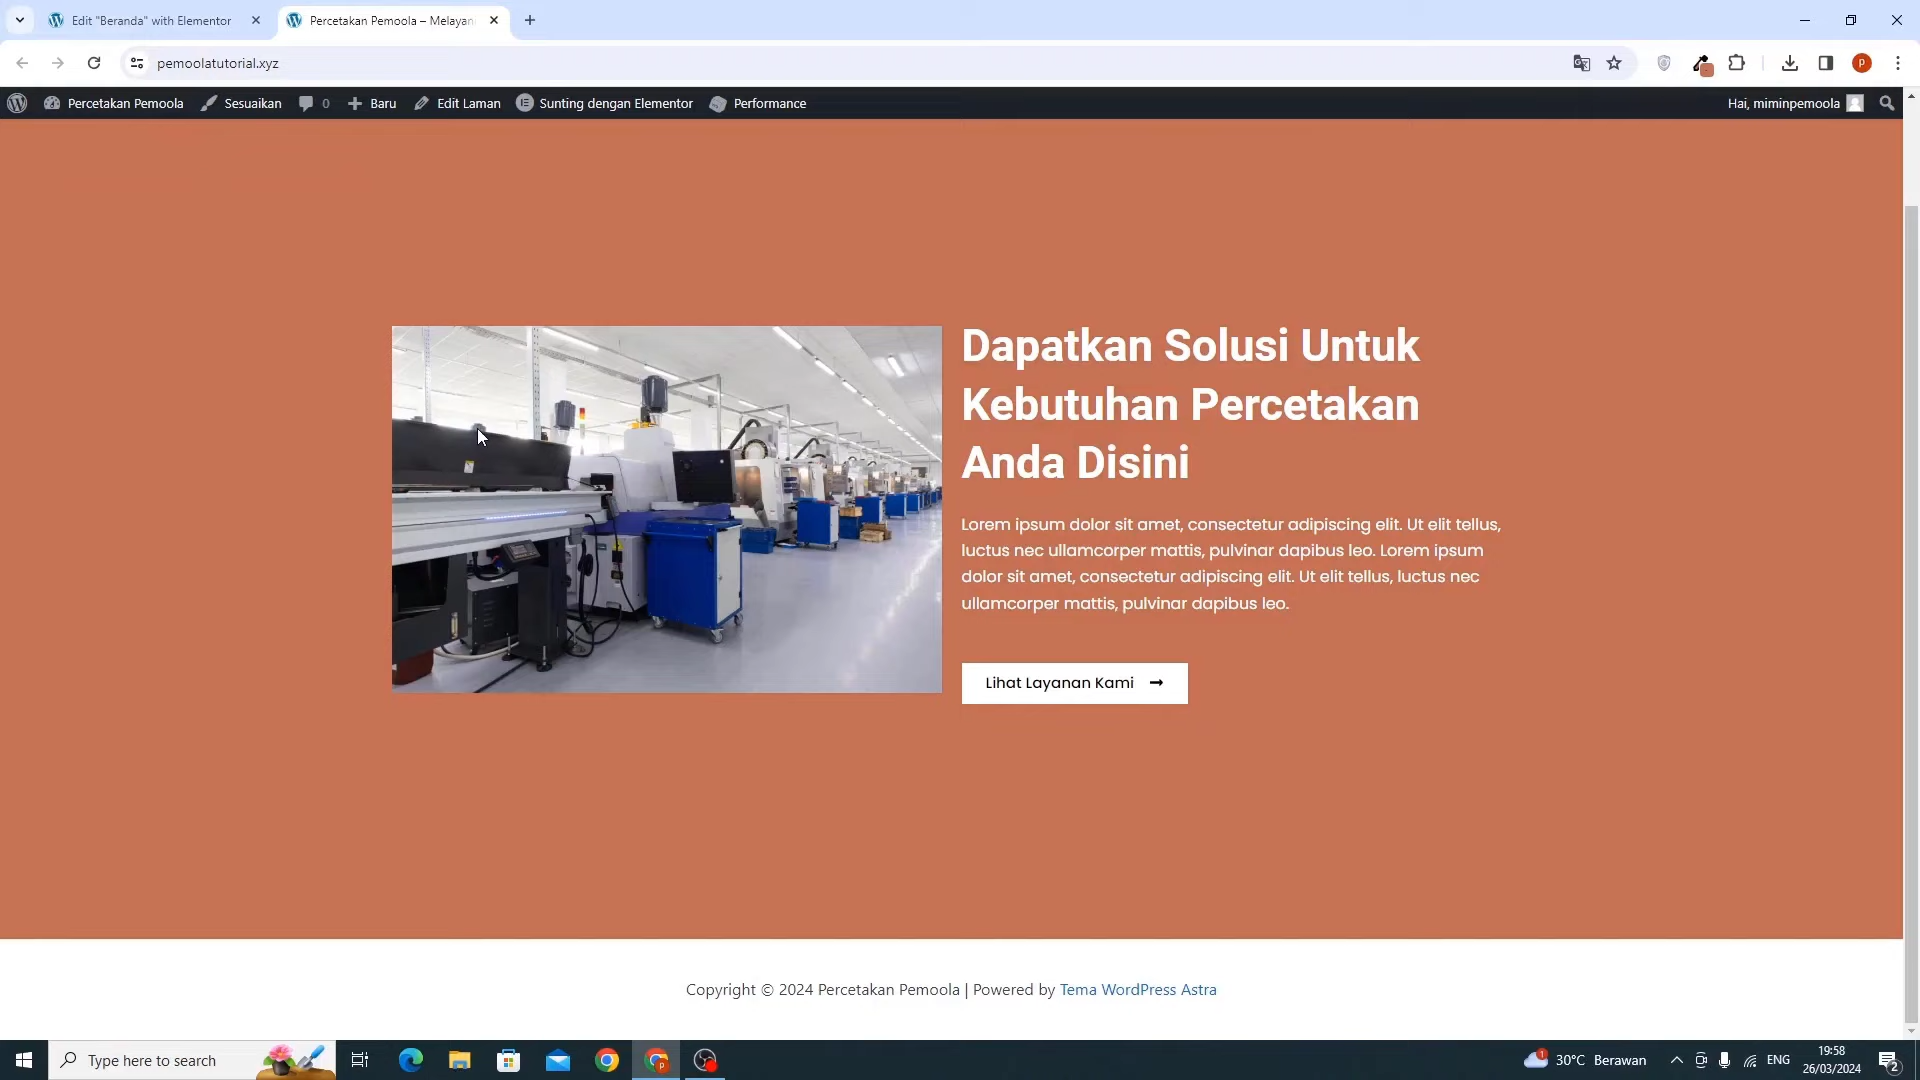 Edit "Beranda" with Elementor
Percetakan Pemoola – Melayan
pemoolatutorial.xyz
P
Percetakan Pemoola
Sesuaikan
0
Baru
Edit Laman
Sunting dengan Elementor
Performance
Hai, miminpemoola
Dapatkan Solusi Untuk
Kebutuhan Percetakan
Anda Disini
Lorem ipsum dolor sit amet, consectetur adipiscing elit. Ut elit tellus,
luctus nec ullamcorper mattis, pulvinar dapibus leo. Lorem ipsum
dolor sit amet, consectetur adipiscing elit. Ut elit tellus, luctus nec
ullamcorper mattis, pulvinar dapibus leo.
Lihat Layanan Kami
Copyright © 2024 Percetakan Pemoola | Powered by Tema WordPress Astra
Type here to search
P
1
30°C Berawan
ENG
19:58
26/03/2024
2